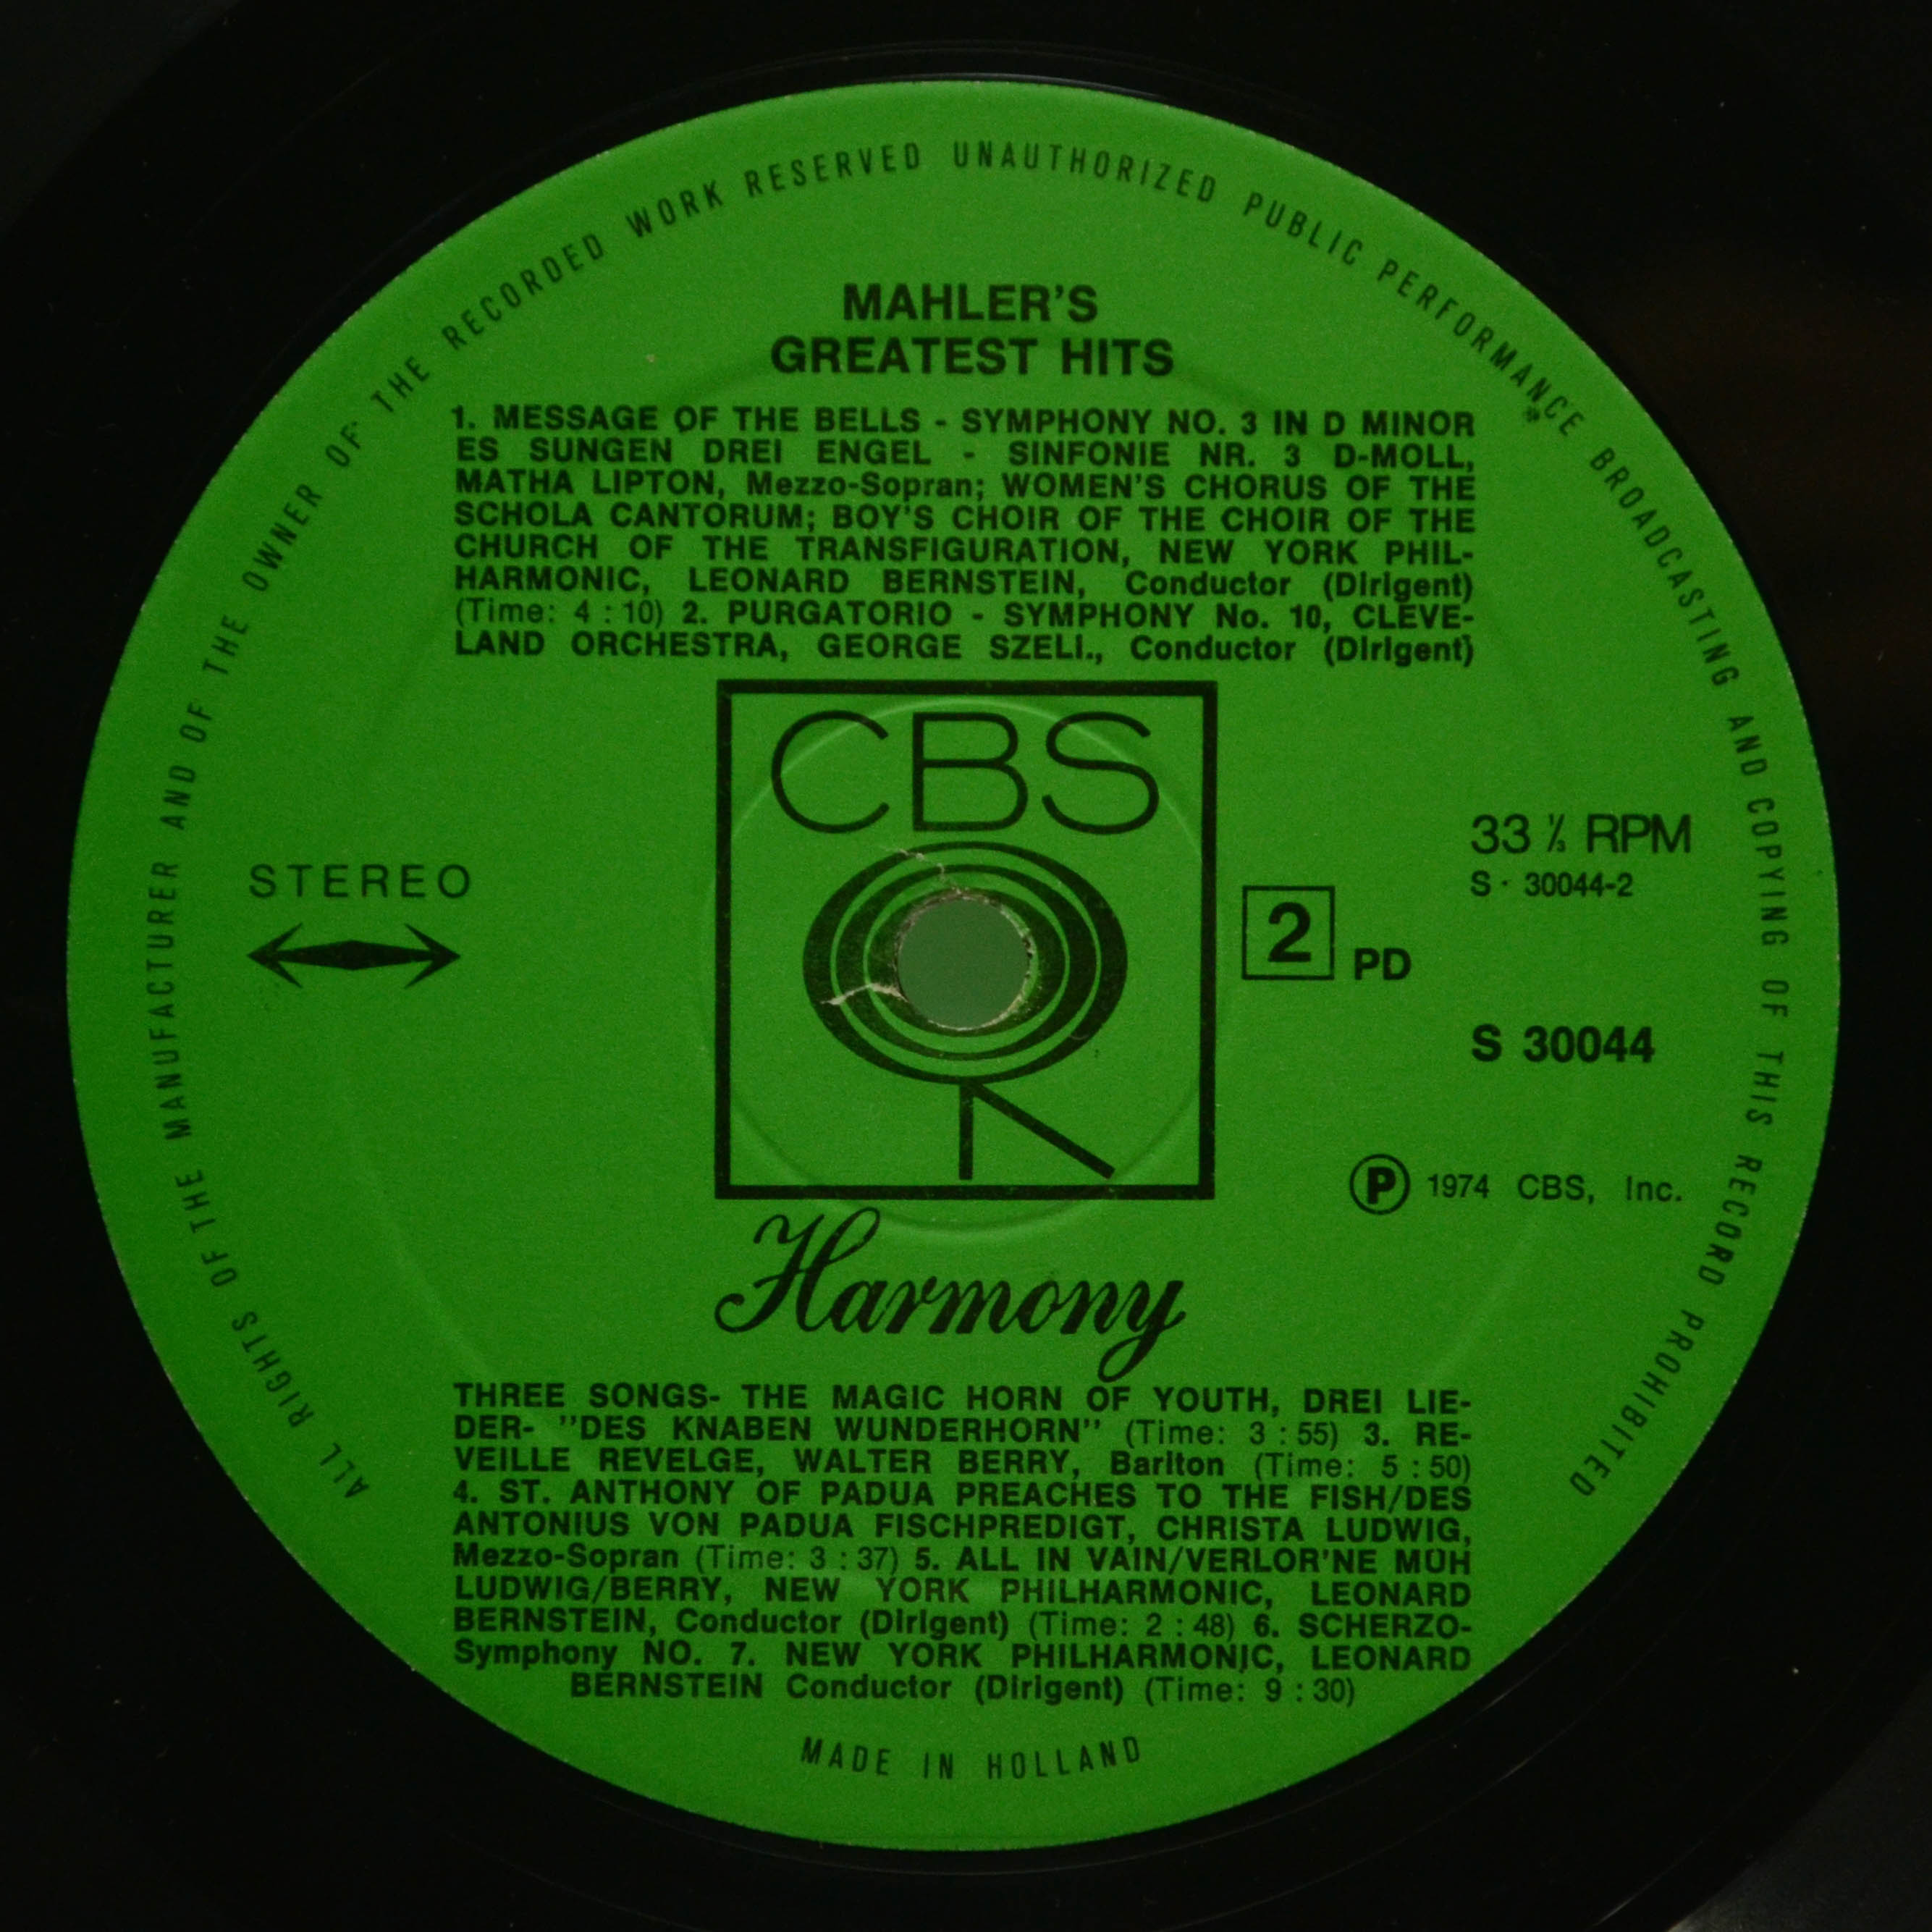 ALL RIGHTS OF THE MANUFACTURER AND OF THE OWNER OF THE RECORDED WORK RESERVED UNAUTHORIZED PUBLIC PERFORMANCE BROADCASTING AND COPYING OF THIS RECORD PROHIBITED
MAHLER'S
GREATEST HITS
1. MESSAGE OF THE BELLS - SYMPHONY NO. 3 IN D MINOR
ES SUNGEN DREI ENGEL - SINFONIE NR. 3 D-MOLL,
MATHA LIPTON, Mezzo-Sopran; WOMEN'S CHORUS OF THE
SCHOLA CANTORUM; BOY'S CHOIR OF THE CHOIR OF THE
CHURCH OF THE TRANSFIGURATION, NEW YORK PHIL-
HARMONIC, LEONARD BERNSTEIN, Conductor (Dirigent)
(Time: 4 : 10) 2. PURGATORIO - SYMPHONY No. 10, CLEVE-
LAND ORCHESTRA, GEORGE SZELL., Conductor (Dirigent)
CBS
STEREO
33 ⅓ RPM
S · 30044-2
2 PD
S 30044
℗ 1974 CBS, Inc.
Harmony
THREE SONGS- THE MAGIC HORN OF YOUTH, DREI LIE-
DER- "DES KNABEN WUNDERHORN" (Time: 3 : 55) 3. RE-
VEILLE REVELGE, WALTER BERRY, Bariton (Time: 5 : 50)
4. ST. ANTHONY OF PADUA PREACHES TO THE FISH/DES
ANTONIUS VON PADUA FISCHPREDIGT, CHRISTA LUDWIG,
Mezzo-Sopran (Time: 3 : 37) 5. ALL IN VAIN/VERLOR'NE MÜH
LUDWIG/BERRY, NEW YORK PHILHARMONIC, LEONARD
BERNSTEIN, Conductor (Dirigent) (Time: 2 : 48) 6. SCHERZO-
Symphony NO. 7. NEW YORK PHILHARMONIC, LEONARD
BERNSTEIN Conductor (Dirigent) (Time: 9 : 30)
MADE IN HOLLAND